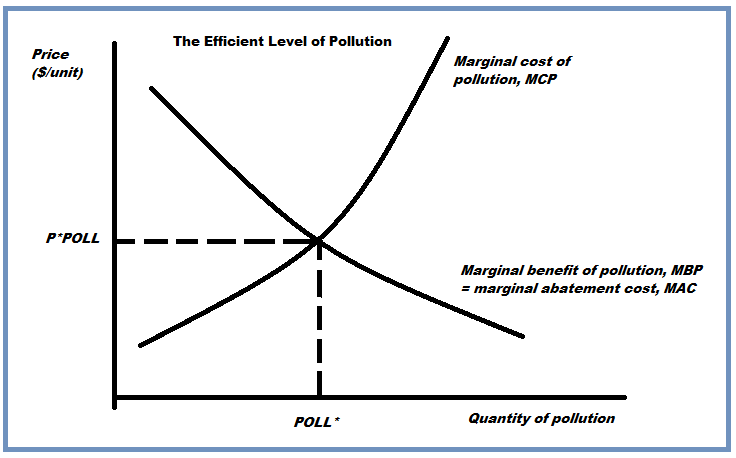 The Efficient Level of Pollution
Price
($/unit)
Marginal cost of
pollution, MCP
P*POLL
Marginal benefit of pollution, MBP
= marginal abatement cost, MAC
POLL*
Quantity of pollution